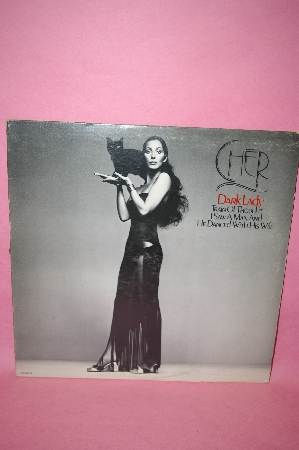 CHER
Dark Lady
Train Of Thought
I Saw A Man And
He Danced With His Wife